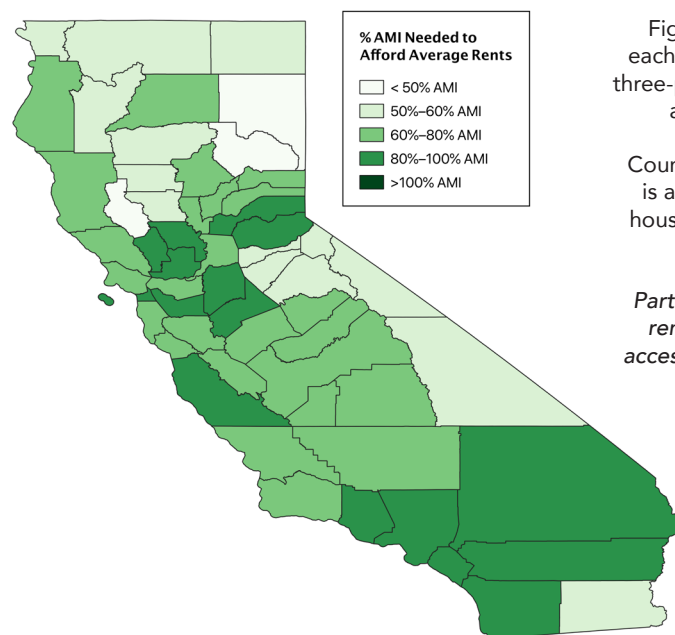 % AMI Needed to
Afford Average Rents
< 50% AMI
50%–60% AMI
60%–80% AMI
80%–100% AMI
>100% AMI
Fig
each
three-
a
Coun
is a
hous
Part
ren
acces